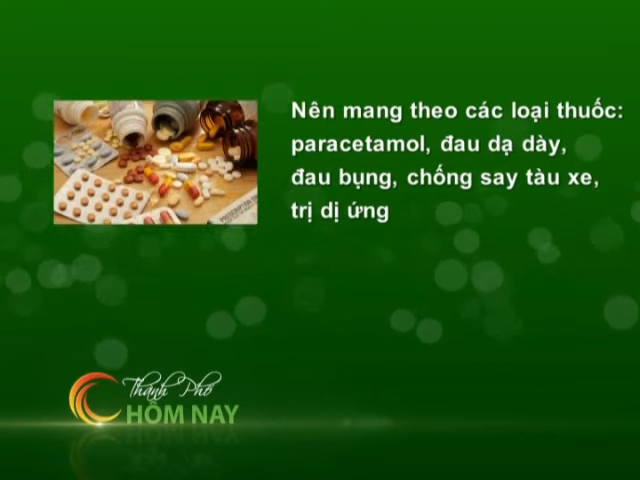 Nên mang theo các loại thuốc:
paracetamol, đau dạ dày,
đau bụng, chống say tàu xe,
trị dị ứng
Thành Phố
HÔM NAY